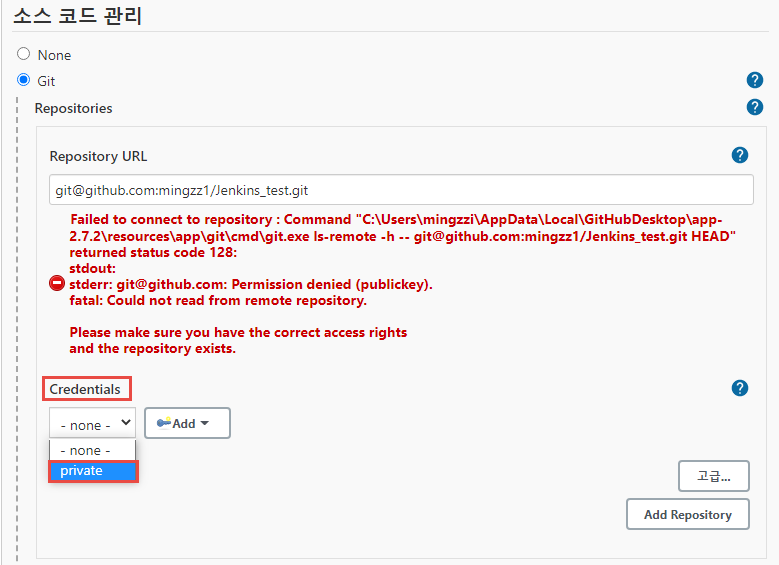 소스 코드 관리
None
Git
Repositories
Repository URL
git@github.com:mingzz1/Jenkins_test.git
Failed to connect to repository : Command "C:\Users\mingzzi\AppData\Local\GitHubDesktop\app-
2.7.2\resources\app\git\cmd\git.exe ls-remote -h -- git@github.com:mingzz1/Jenkins_test.git HEAD"
returned status code 128:
stdout:
stderr: git@github.com: Permission denied (publickey).
fatal: Could not read from remote repository.
Please make sure you have the correct access rights
and the repository exists.
Credentials
- none -
Add
- none -
private
고급...
Add Repository